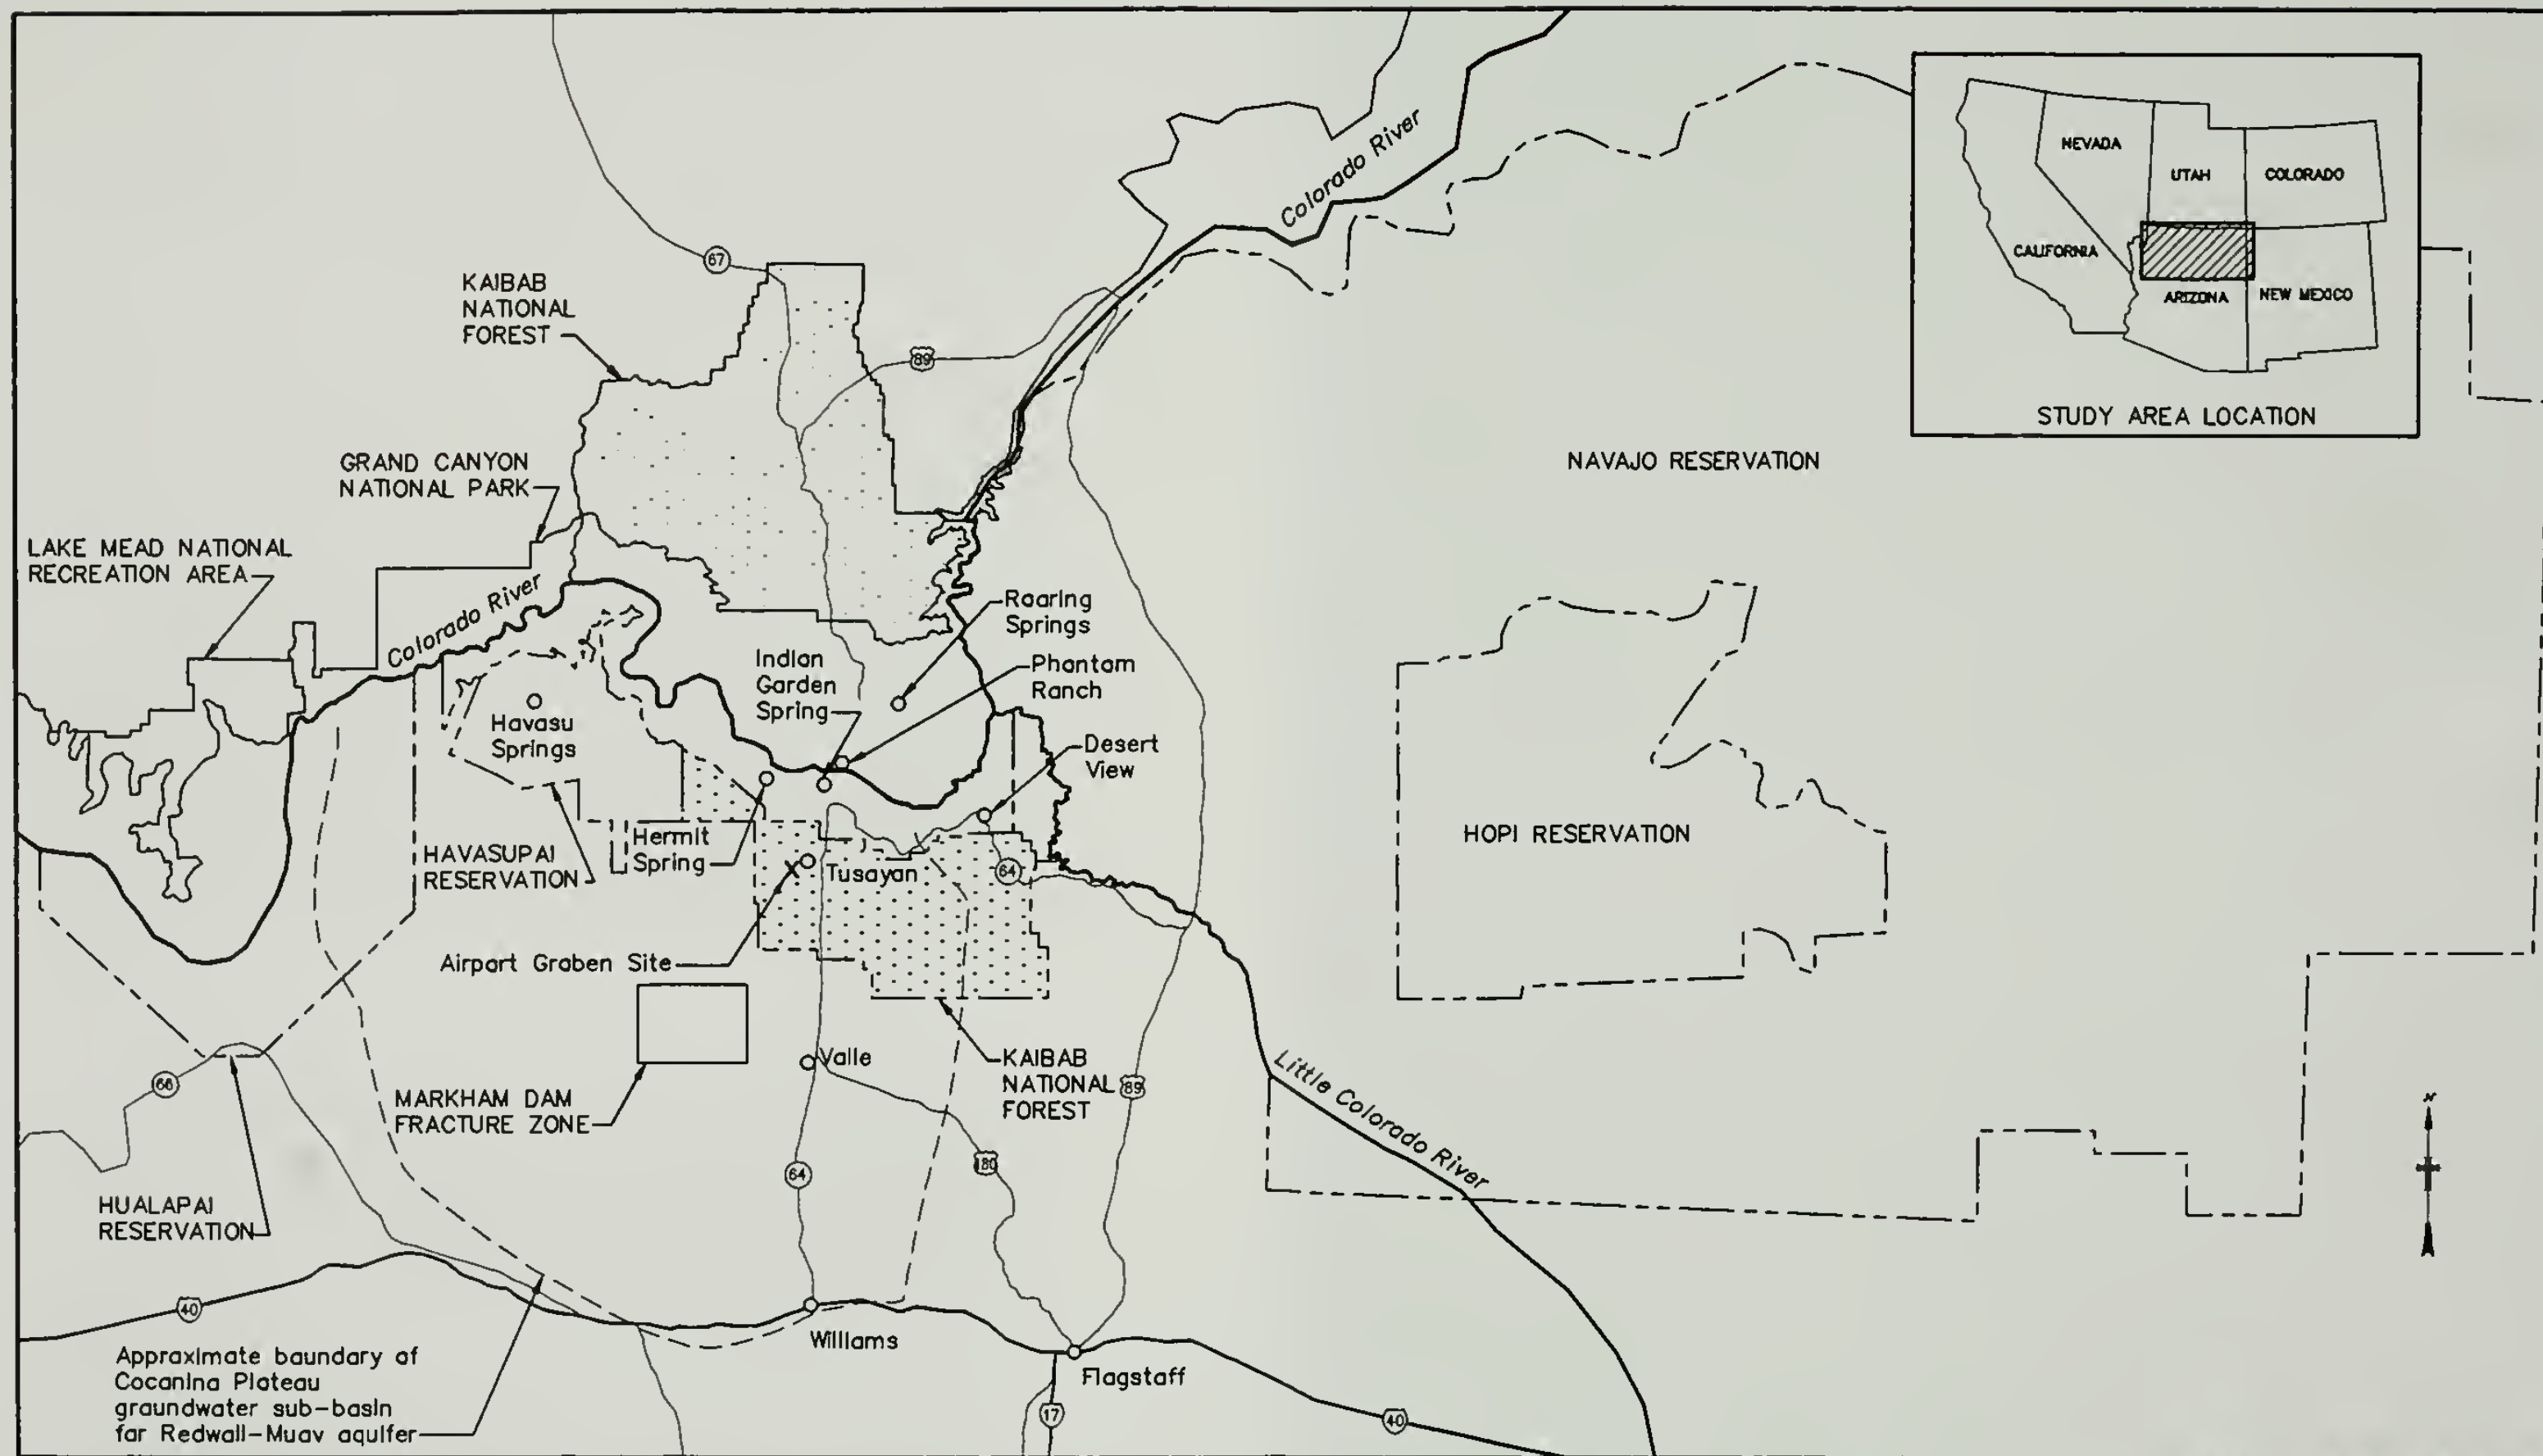 Colorado River
NEVADA
UTAH
COLORADO
CALIFORNIA
ARIZONA
NEW MEXICO
STUDY AREA LOCATION
67
KAIBAB
NATIONAL
FOREST
89
GRAND CANYON
NATIONAL PARK
NAVAJO RESERVATION
LAKE MEAD NATIONAL
RECREATION AREA
Colorado River
Roaring
Springs
Indian
Garden
Spring
Phantom
Ranch
Havasu
Springs
Desert
View
HAVASUPAI
RESERVATION
Hermit
Spring
Tusayan
64
HOPI RESERVATION
Airport Graben Site
Valle
66
MARKHAM DAM
FRACTURE ZONE
KAIBAB
NATIONAL
FOREST
89
Little Colorado River
N
64
180
HUALAPAI
RESERVATION
40
Williams
Flagstaff
Approximate boundary of
Coconino Plateau
groundwater sub-basin
for Redwall-Muav aquifer
17
40